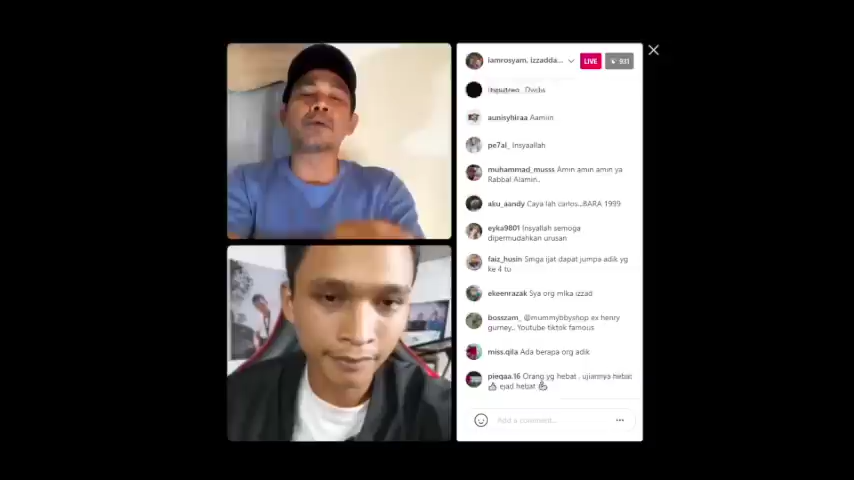 iamrosyam, izzadda...
LIVE
931
aunisyhiraa Aamiin
pe7al_ Insyaallah
muhammad_musss Amin amin amin ya
Rabbal Alamin..
aku_aandy Caya lah carlos...BARA 1999
eyka9801 Insyallah semoga
dipermudahkan urusan
faiz_husin Smga ijat dapat jumpa adik yg
ke 4 tu
ekeenrazak Sya org mlka izzad
bosszam_ @mummybbyshop ex henry
gurney.. Youtube tiktok famous
miss.qila Ada berapa org adik
pieqaa.16 Orang yg hebat , ujiannya hebat
ejad hebat
Add a comment...